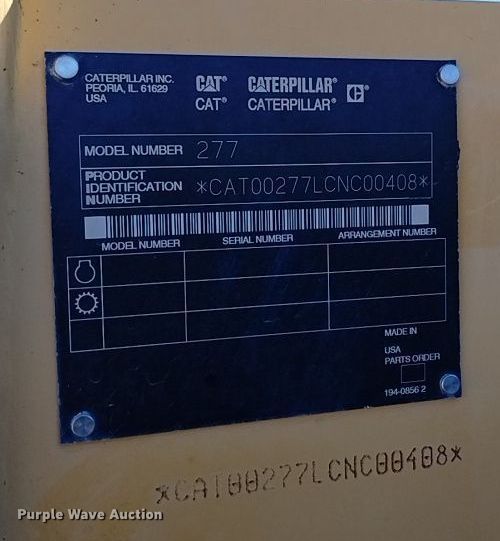 CATERPILLAR INC.
PEORIA, IL. 61629
USA
CAT® CATERPILLAR®
CAT® CATERPILLAR®
C®
MODEL NUMBER 277
PRODUCT
IDENTIFICATION
NUMBER
*CAT00277LCNC00408*
MODEL NUMBER SERIAL NUMBER ARRANGEMENT NUMBER
MADE IN
USA
PARTS ORDER
194-0856 2
*CAT00277LCNC00408*
Purple Wave Auction